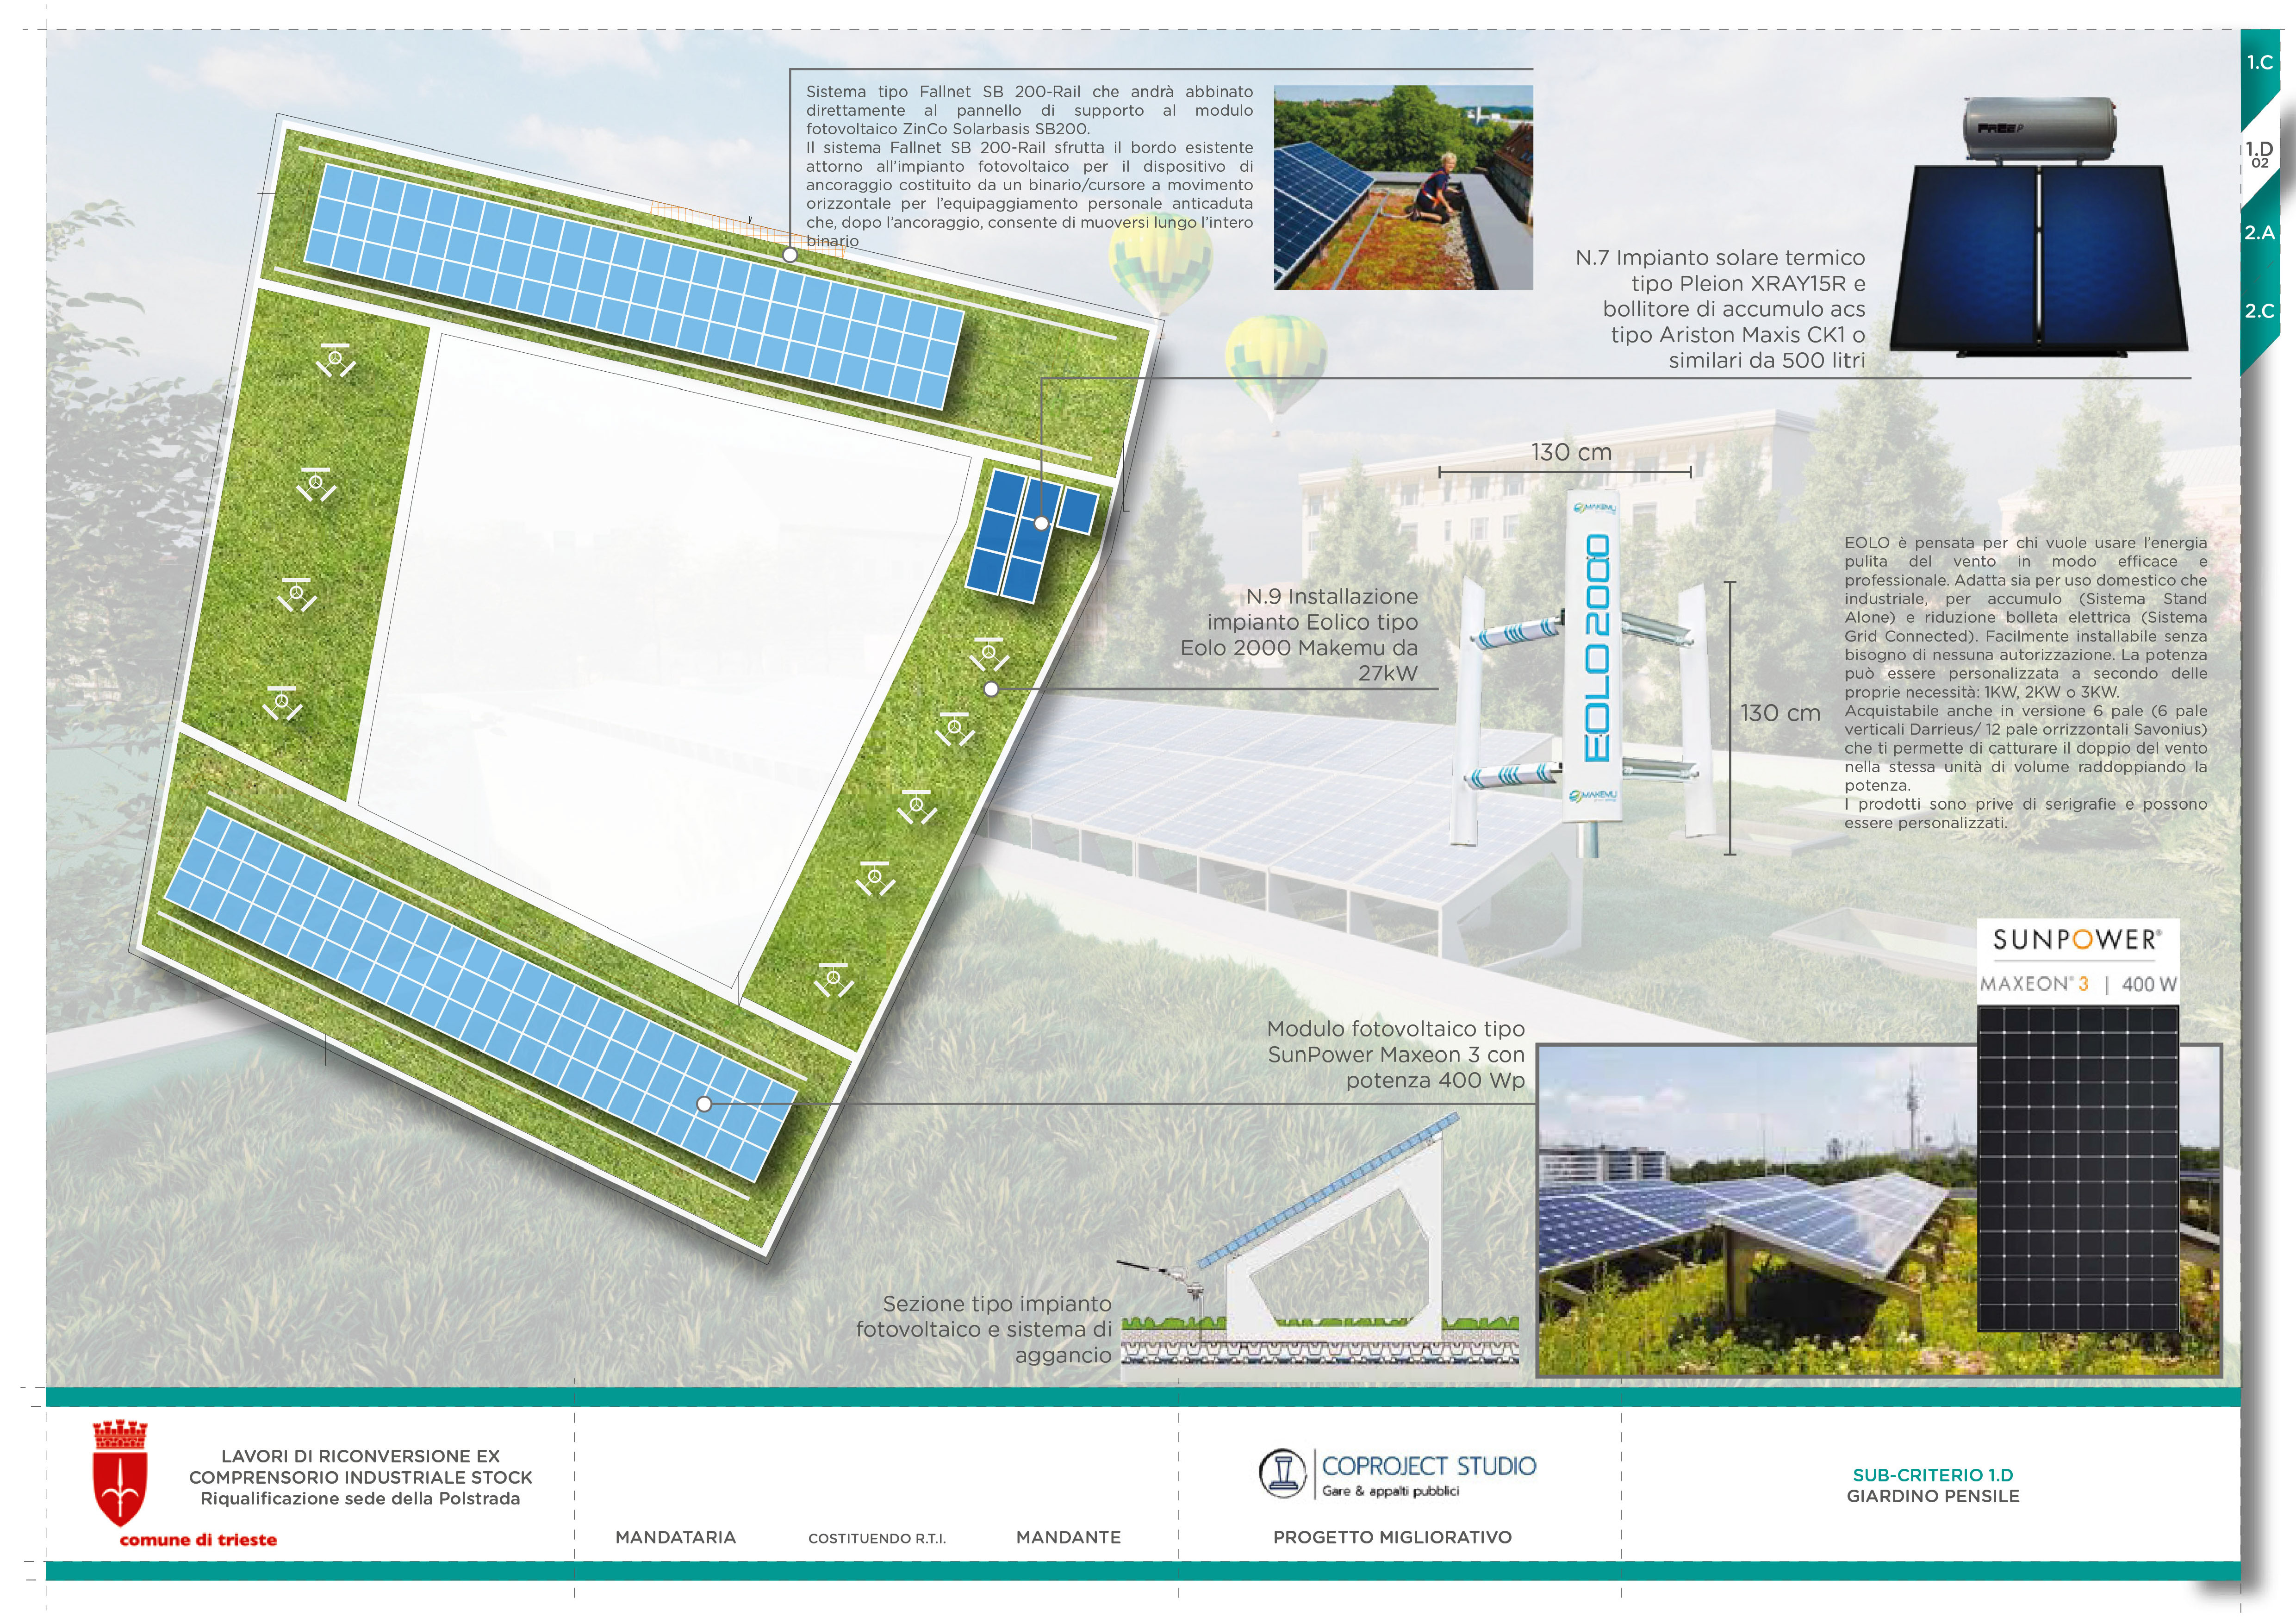 Sistema tipo Fallnet SB 200-Rail che andrà abbinato
direttamente al pannello di supporto al modulo
fotovoltaico ZinCo Solarbasis SB200.
Il sistema Fallnet SB 200-Rail sfrutta il bordo esistente
attorno all'impianto fotovoltaico per il dispositivo di
ancoraggio costituito da un binario/cursore a movimento
orizzontale per l'equipaggiamento personale anticaduta
che, dopo l'ancoraggio, consente di muoversi lungo l'intero
binario
N.7 Impianto solare termico
tipo Pleion XRAY15R e
bollitore di accumulo acs
tipo Ariston Maxis CK1 o
similari da 500 litri
1.C
1.D
02
2.A
2.C
130 cm
MAKEMU
EOLO 2000
MAKEMU
130 cm
N.9 Installazione
impianto Eolico tipo
Eolo 2000 Makemu da
27kW
EOLO è pensata per chi vuole usare l'energia
pulita del vento in modo efficace e
professionale. Adatta sia per uso domestico che
industriale, per accumulo (Sistema Stand
Alone) e riduzione bolleta elettrica (Sistema
Grid Connected). Facilmente installabile senza
bisogno di nessuna autorizzazione. La potenza
può essere personalizzata a secondo delle
proprie necessità: 1KW, 2KW o 3KW.
Acquistabile anche in versione 6 pale (6 pale
verticali Darrieus/ 12 pale orrizzontali Savonius)
che ti permette di catturare il doppio del vento
nella stessa unità di volume raddoppiando la
potenza.
I prodotti sono prive di serigrafie e possono
essere personalizzati.
SUNPOWER®
MAXEON® 3 | 400 W
Modulo fotovoltaico tipo
SunPower Maxeon 3 con
potenza 400 Wp
Sezione tipo impianto
fotovoltaico e sistema di
aggancio
LAVORI DI RICONVERSIONE EX
COMPRENSORIO INDUSTRIALE STOCK
Riqualificazione sede della Polstrada
comune di trieste
MANDATARIA
COSTITUENDO R.T.I.
MANDANTE
COPROJECT STUDIO
Gare & appalti pubblici
PROGETTO MIGLIORATIVO
SUB-CRITERIO 1.D
GIARDINO PENSILE